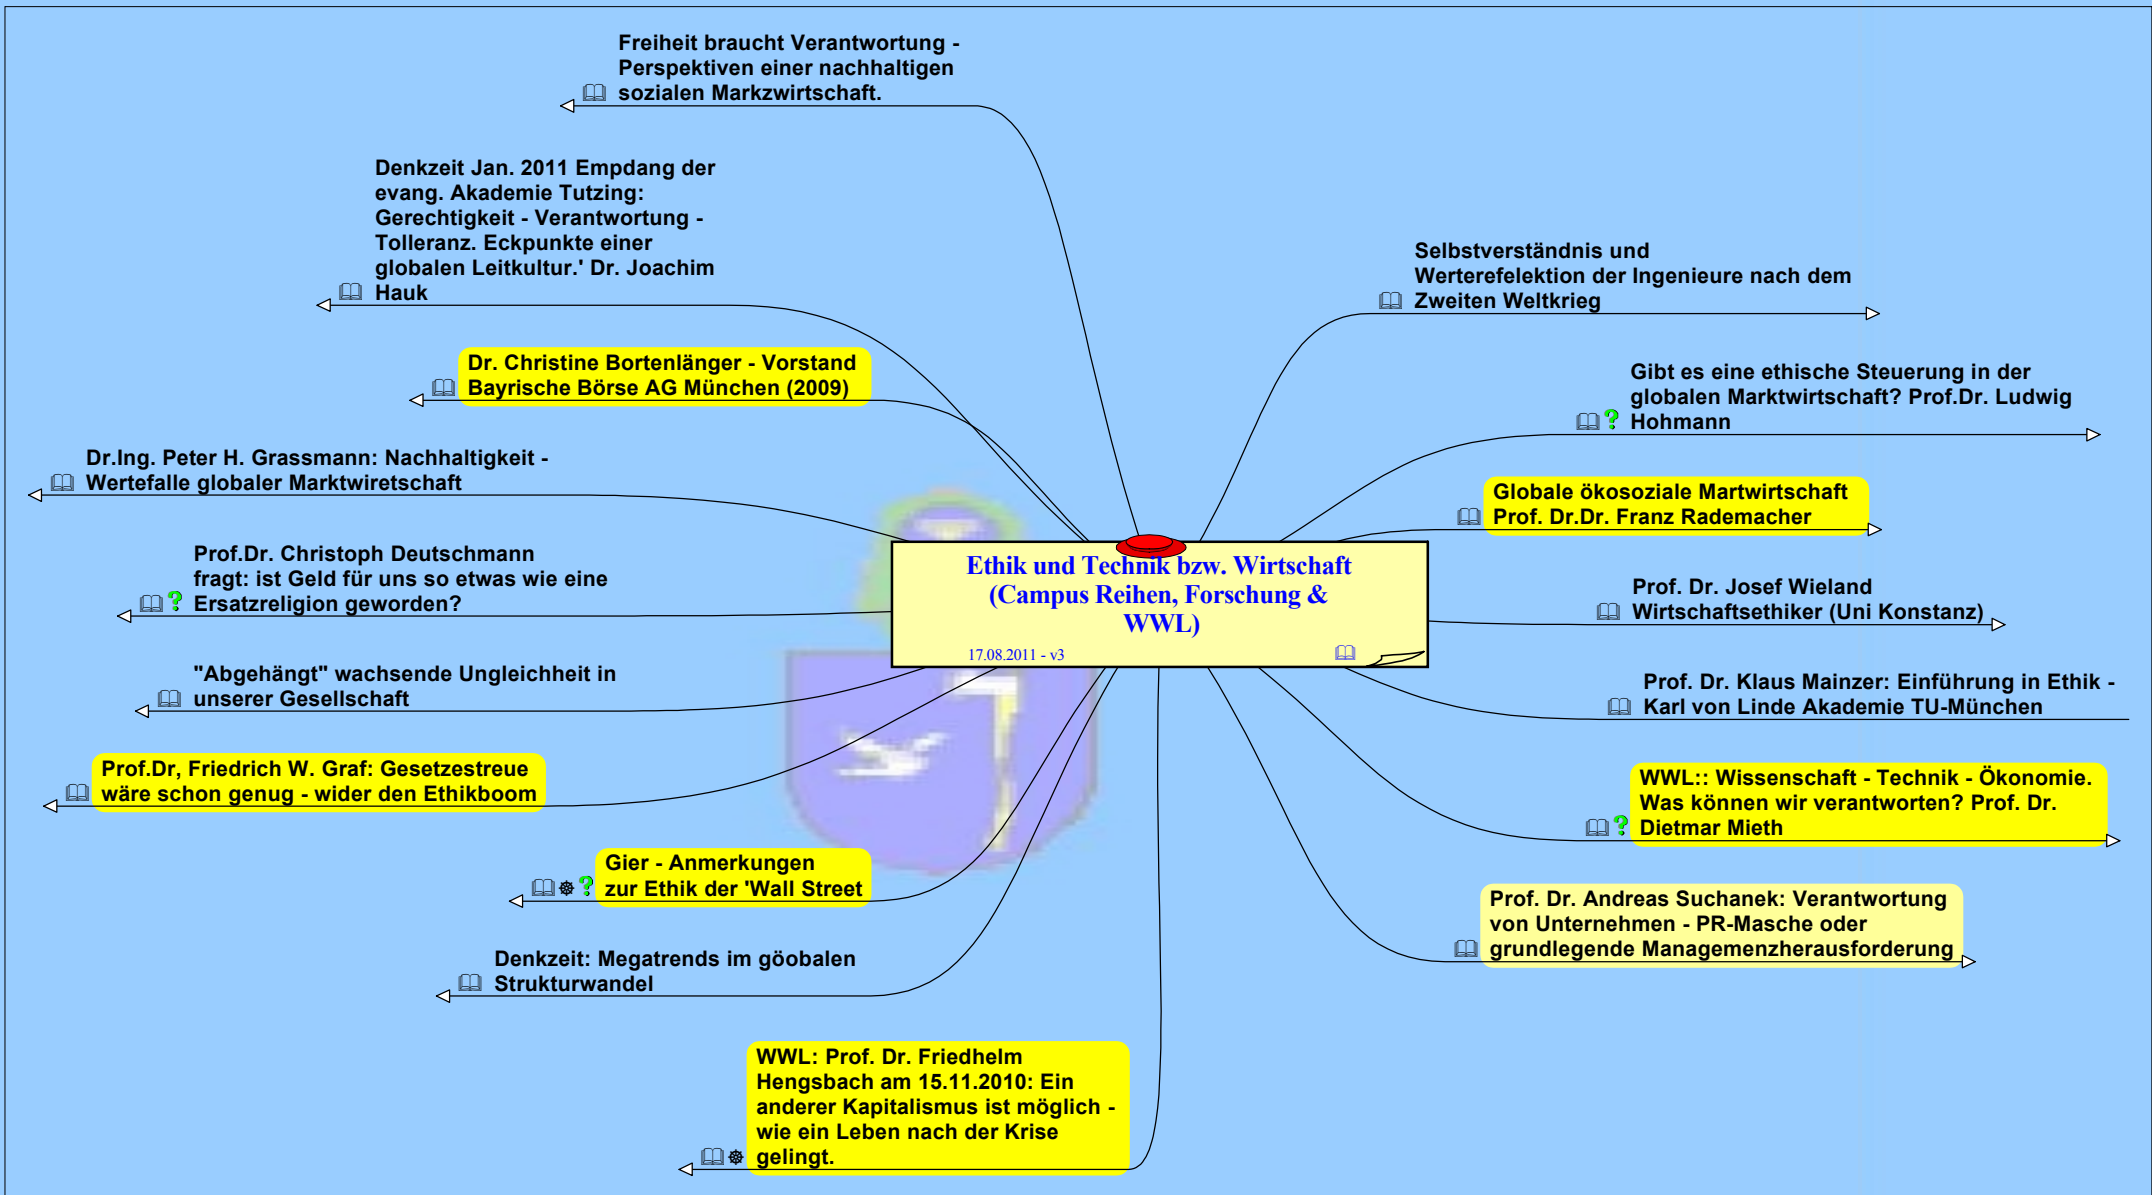 Freiheit braucht Verantwortung -
Perspektiven einer nachhaltigen
sozialen Markzwirtschaft.
Denkzeit Jan. 2011 Empdang der
evang. Akademie Tutzing:
Gerechtigkeit - Verantwortung -
Tolleranz. Eckpunkte einer
globalen Leitkultur.' Dr. Joachim
Hauk
Dr. Christine Bortenlänger - Vorstand
Bayrische Börse AG München (2009)
Dr.Ing. Peter H. Grassmann: Nachhaltigkeit -
Wertefalle globaler Marktwiretschaft
Prof.Dr. Christoph Deutschmann
fragt: ist Geld für uns so etwas wie eine
? Ersatzreligion geworden?
"Abgehängt" wachsende Ungleichheit in
unserer Gesellschaft
Prof.Dr, Friedrich W. Graf: Gesetzestreue
wäre schon genug - wider den Ethikboom
Gier - Anmerkungen
? zur Ethik der 'Wall Street
Denkzeit: Megatrends im göobalen
Strukturwandel
WWL: Prof. Dr. Friedhelm
Hengsbach am 15.11.2010: Ein
anderer Kapitalismus ist möglich -
wie ein Leben nach der Krise
gelingt.
Ethik und Technik bzw. Wirtschaft
(Campus Reihen, Forschung &
WWL)
17.08.2011 - v3
Selbstverständnis und
Werterefelektion der Ingenieure nach dem
Zweiten Weltkrieg
Gibt es eine ethische Steuerung in der
globalen Marktwirtschaft? Prof.Dr. Ludwig
? Hohmann
Globale ökosoziale Martwirtschaft
Prof. Dr.Dr. Franz Rademacher
Prof. Dr. Josef Wieland
Wirtschaftsethiker (Uni Konstanz)
Prof. Dr. Klaus Mainzer: Einführung in Ethik -
Karl von Linde Akademie TU-München
WWL:: Wissenschaft - Technik - Ökonomie.
Was können wir verantworten? Prof. Dr.
? Dietmar Mieth
Prof. Dr. Andreas Suchanek: Verantwortung
von Unternehmen - PR-Masche oder
grundlegende Managemenzherausforderung